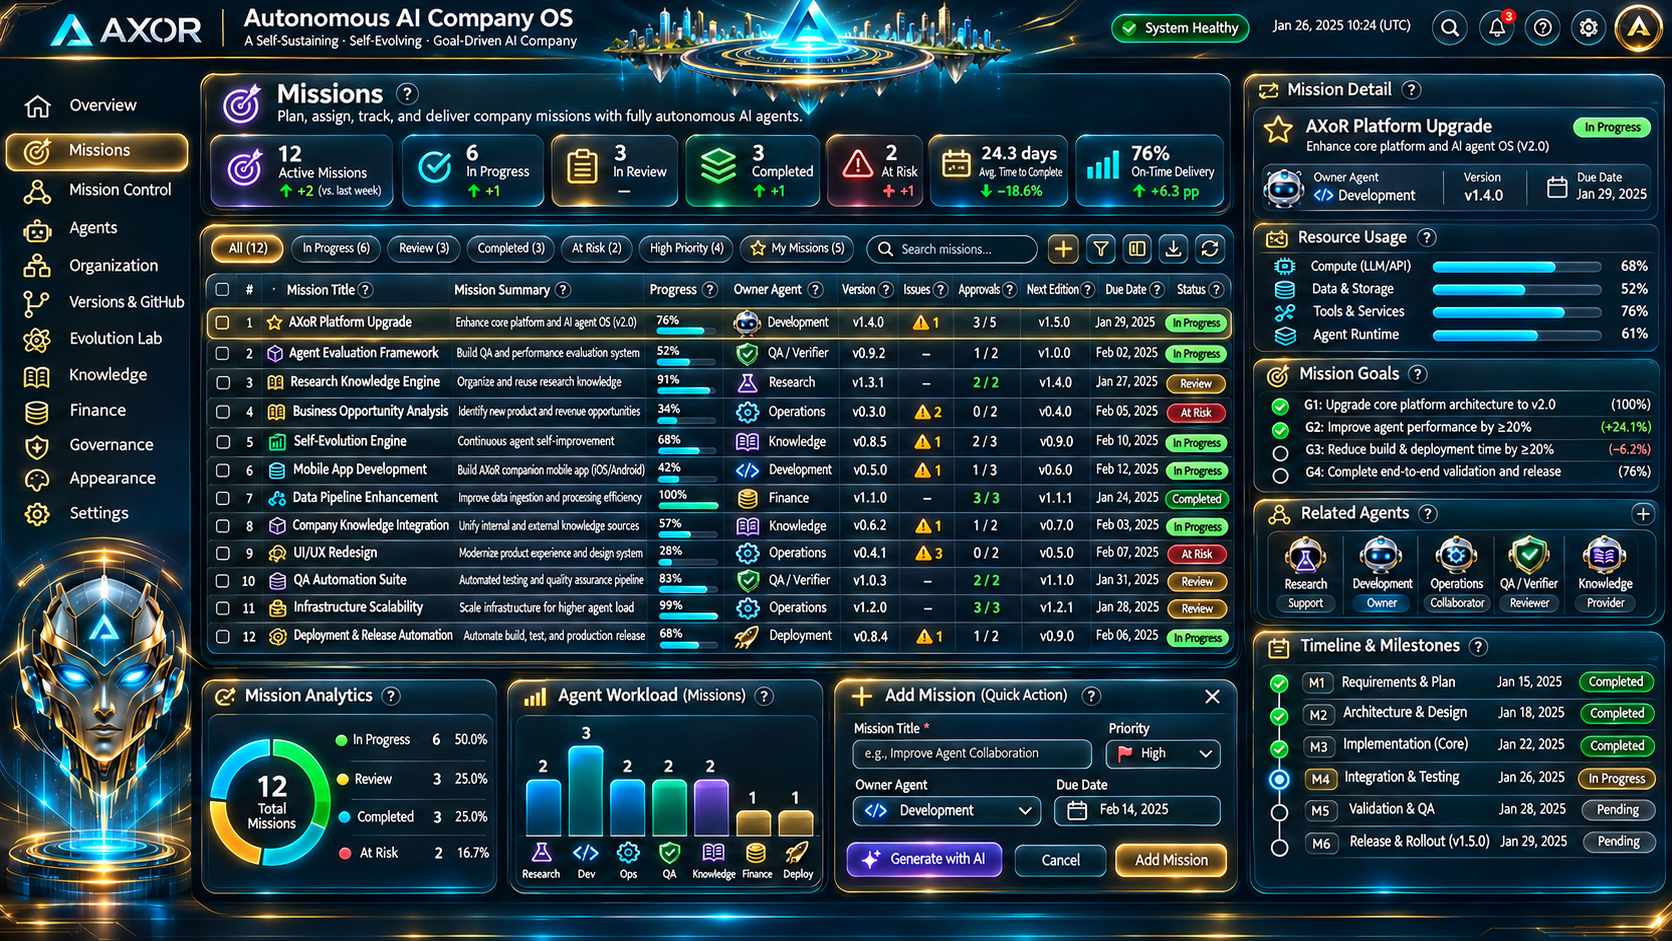 AXOR
Autonomous AI Company OS
A Self-Sustaining · Self-Evolving · Goal-Driven AI Company
System Healthy
Jan 26, 2025 10:24 (UTC)
3
Overview
Missions
Mission Control
Agents
Organization
Versions & GitHub
Evolution Lab
Knowledge
Finance
Governance
Appearance
Settings
Missions ?
Plan, assign, track, and deliver company missions with fully autonomous AI agents.
12 Active Missions +2 (vs. last week)
6 In Progress +1
3 In Review –
3 Completed +1
2 At Risk +1
24.3 days Avg. Time to Complete –18.6%
76% On-Time Delivery +6.3 pp
All (12) In Progress (6) Review (3) Completed (3) At Risk (2) High Priority (4) My Missions (5) Search missions...
# Mission Title ? Mission Summary ? Progress ? Owner Agent ? Version ? Issues ? Approvals ? Next Edition ? Due Date ? Status ?
1 AXoR Platform Upgrade Enhance core platform and AI agent OS (v2.0) 76% Development v1.4.0 1 3 / 5 v1.5.0 Jan 29, 2025 In Progress
2 Agent Evaluation Framework Build QA and performance evaluation system 52% QA / Verifier v0.9.2 – 1 / 2 v1.0.0 Feb 02, 2025 In Progress
3 Research Knowledge Engine Organize and reuse research knowledge 91% Research v1.3.1 – 2 / 2 v1.4.0 Jan 27, 2025 Review
4 Business Opportunity Analysis Identify new product and revenue opportunities 34% Operations v0.3.0 2 0 / 2 v0.4.0 Feb 05, 2025 At Risk
5 Self-Evolution Engine Continuous agent self-improvement 68% Knowledge v0.8.5 1 2 / 3 v0.9.0 Feb 10, 2025 In Progress
6 Mobile App Development Build AXoR companion mobile app (iOS/Android) 42% Development v0.5.0 1 1 / 3 v0.6.0 Feb 12, 2025 In Progress
7 Data Pipeline Enhancement Improve data ingestion and processing efficiency 100% Finance v1.1.0 – 3 / 3 v1.1.1 Jan 24, 2025 Completed
8 Company Knowledge Integration Unify internal and external knowledge sources 57% Knowledge v0.6.2 1 1 / 2 v0.7.0 Feb 03, 2025 In Progress
9 UI/UX Redesign Modernize product experience and design system 28% Operations v0.4.1 3 0 / 2 v0.5.0 Feb 07, 2025 At Risk
10 QA Automation Suite Automated testing and quality assurance pipeline 83% QA / Verifier v1.0.3 – 2 / 2 v1.1.0 Jan 31, 2025 Review
11 Infrastructure Scalability Scale infrastructure for higher agent load 99% Operations v1.2.0 – 3 / 3 v1.2.1 Jan 28, 2025 Review
12 Deployment & Release Automation Automate build, test, and production release 68% Deployment v0.8.4 1 1 / 2 v0.9.0 Feb 06, 2025 In Progress
Mission Analytics ?
12
Total
Missions
In Progress 6 50.0%
Review 3 25.0%
Completed 3 25.0%
At Risk 2 16.7%
Agent Workload (Missions) ?
2 3 2 2 2 1 1
Research Dev Ops QA Knowledge Finance Deploy
Add Mission (Quick Action) ?
Mission Title * Priority
e.g., Improve Agent Collaboration High
Owner Agent Due Date
Development Feb 14, 2025
Generate with AI Cancel Add Mission
Mission Detail ?
AXoR Platform Upgrade In Progress
Enhance core platform and AI agent OS (V2.0)
Owner Agent Version Due Date
Development v1.4.0 Jan 29, 2025
Resource Usage ?
Compute (LLM/API) 68%
Data & Storage 52%
Tools & Services 76%
Agent Runtime 61%
Mission Goals ?
G1: Upgrade core platform architecture to v2.0 (100%)
G2: Improve agent performance by ≥20% (+24.1%)
G3: Reduce build & deployment time by ≥20% (–6.2%)
G4: Complete end-to-end validation and release (76%)
Related Agents ?
Research Development Operations QA / Verifier Knowledge
Support Owner Collaborator Reviewer Provider
Timeline & Milestones ?
M1 Requirements & Plan Jan 15, 2025 Completed
M2 Architecture & Design Jan 18, 2025 Completed
M3 Implementation (Core) Jan 22, 2025 Completed
M4 Integration & Testing Jan 26, 2025 In Progress
M5 Validation & QA Jan 28, 2025 Pending
M6 Release & Rollout (v1.5.0) Jan 29, 2025 Pending